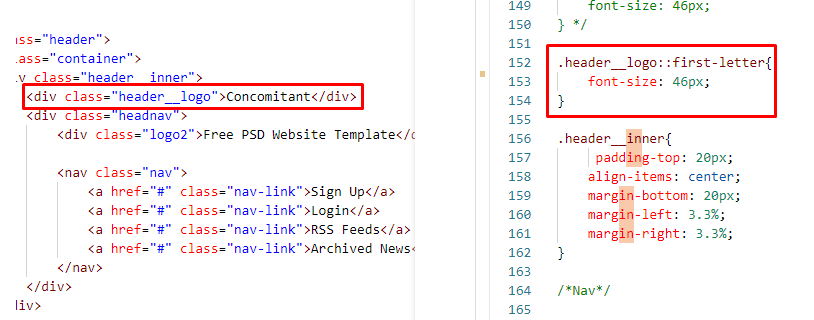 ass="header">
class="container">
iv class="header__inner">
<div class="header__logo">Concomitant</div>
<div class="headnav">
<div class="logo2">Free PSD Website Template</d
<nav class="nav">
<a href="#" class="nav-link">Sign Up</a>
<a href="#" class="nav-link">Login</a>
<a href="#" class="nav-link">RSS Feeds</a>
<a href="#" class="nav-link">Archived News<
</nav>
</div>
div>
149 font-size: 46px;
150 } */
151
152 .header__logo::first-letter{
153 font-size: 46px;
154 }
155
156 .header__inner{
157 padding-top: 20px;
158 align-items: center;
159 margin-bottom: 20px;
160 margin-left: 3.3%;
161 margin-right: 3.3%;
162 }
163
164 /*Nav*/
165